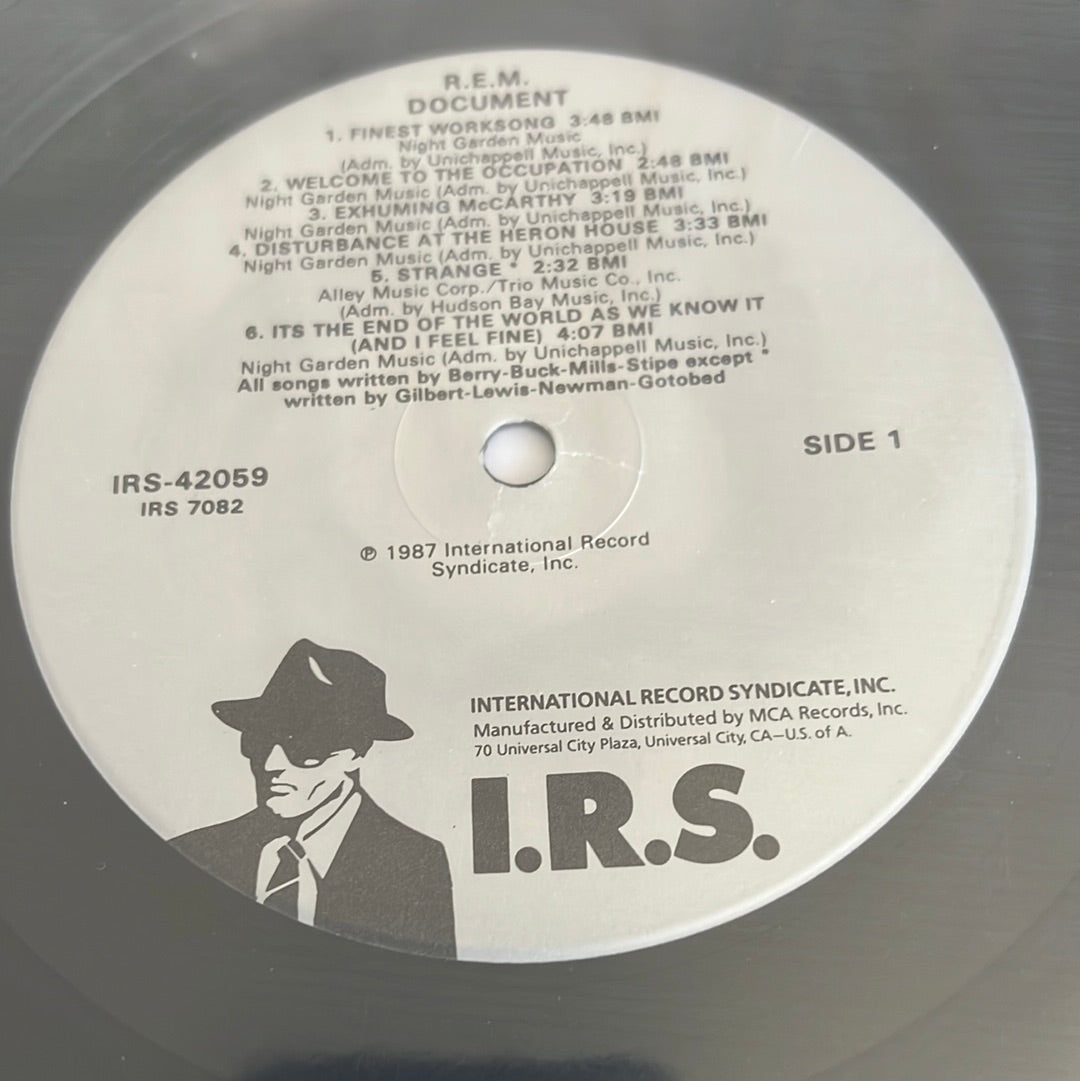 R.E.M.
DOCUMENT
1. FINEST WORKSONG 3:48 BMI
Night Garden Music
(Adm. by Unichappell Music, Inc.)
2. WELCOME TO THE OCCUPATION 2:48 BMI
Night Garden Music (Adm. by Unichappell Music, Inc.)
3. EXHUMING McCARTHY 3:19 BMI
Night Garden Music (Adm. by Unichappell Music, Inc.)
4. DISTURBANCE AT THE HERON HOUSE 3:33 BMI
Night Garden Music (Adm. by Unichappell Music, Inc.)
5. STRANGE * 2:32 BMI
Alley Music Corp./Trio Music Co., Inc.
(Adm. by Hudson Bay Music, Inc.)
6. ITS THE END OF THE WORLD AS WE KNOW IT
(AND I FEEL FINE) 4:07 BMI
Night Garden Music (Adm. by Unichappell Music, Inc.)
All songs written by Berry-Buck-Mills-Stipe except *
written by Gilbert-Lewis-Newman-Gotobed
SIDE 1
IRS-42059
IRS 7082
℗ 1987 International Record
Syndicate, Inc.
INTERNATIONAL RECORD SYNDICATE, INC.
Manufactured & Distributed by MCA Records, Inc.
70 Universal City Plaza, Universal City, CA—U.S. of A.
I.R.S.